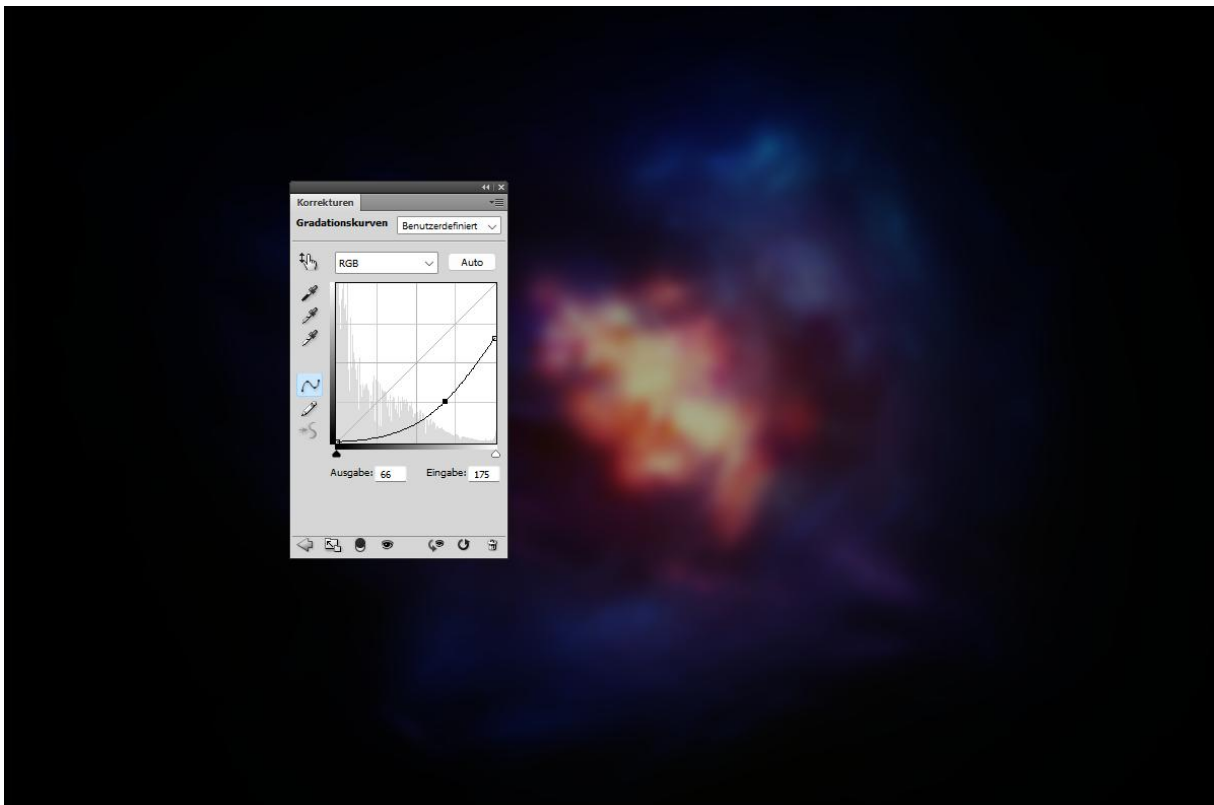 Korrekturen
Gradationskurven Benutzerdefiniert
RGB Auto
Ausgabe: 66 Eingabe: 175